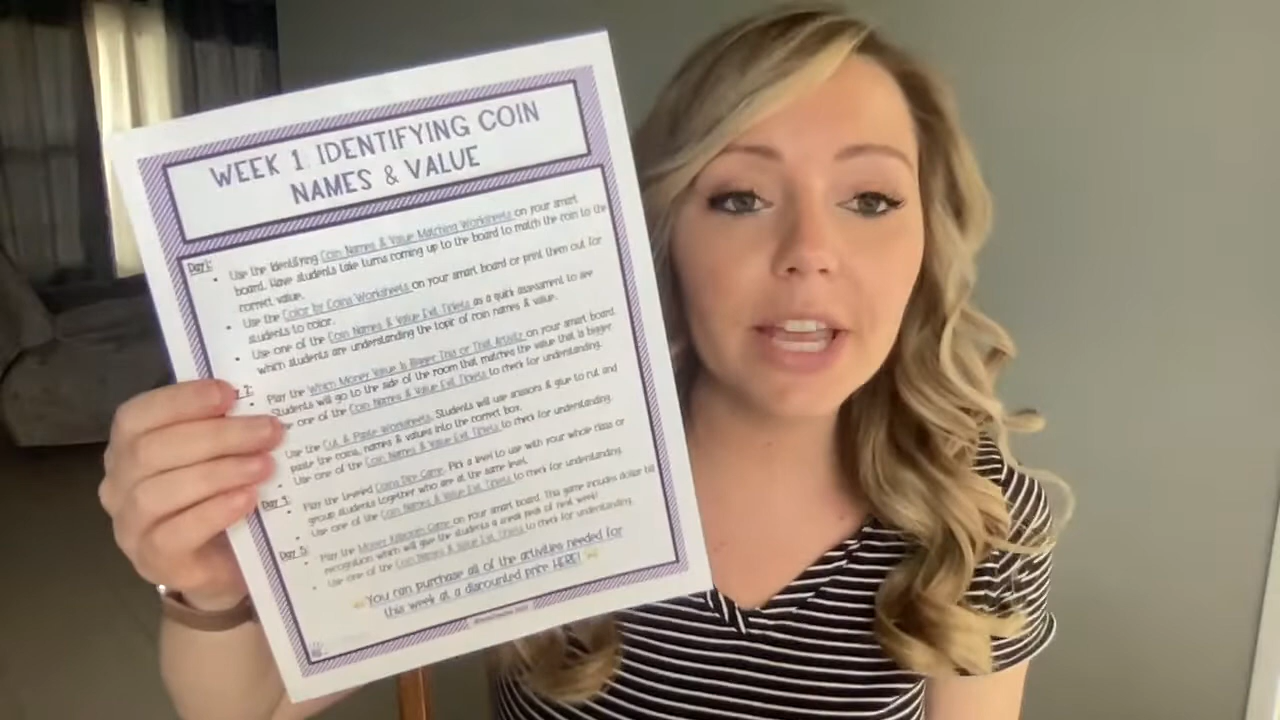 WEEK 1 IDENTIFYING COIN
NAMES & VALUE
Day 1:
• Use the Identifying Coin Names & Value Matching Worksheets on your smart
board. Have students take turns coming up to the board to match the coin to the
correct value.
• Use the Color by Coins Worksheets on your smart board or print them out for
students to color.
• Use one of the Coin Names & Value Exit Tickets as a quick assessment to see
which students are understanding the topic of coin names & value.
2:
Play the Which Money Value Is Bigger This or That Activity on your smart board.
Students will go to the side of the room that matches the value that is bigger
one of the Coin Names & Value Exit Tickets to check for understanding.
Use the Cut & Paste Worksheets. Students will use scissors & glue to cut and
paste the coins, names & values into the correct box.
• Use one of the Coin Names & Value Exit Tickets to check for understanding.
Day 4:
• Play the leveled Coins Dice Game. Pick a level to use with your whole class or
group students together who are at the same level.
• Use one of the Coin Names & Value Exit Tickets to check for understanding.
Day 5:
• Play the Money Game on your smart board. This game includes dollar bill
recognition which will give the students a sneak peak of next week!
• Use one of the Coin Names & Value Exit Tickets to check for understanding.
You can purchase all of the activities needed for
this week at a discounted price HERE!